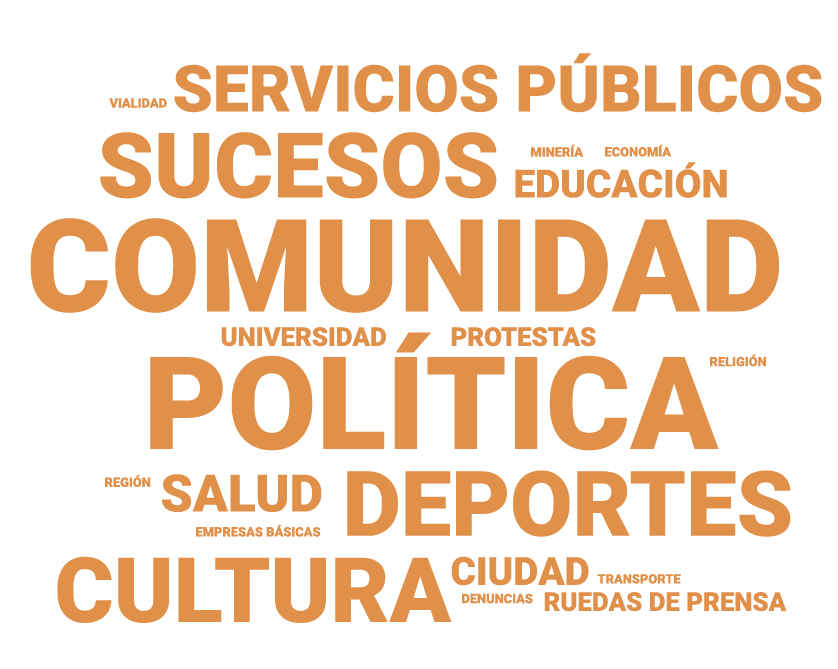 VIALIDAD SERVICIOS PÚBLICOS
SUCESOS MINERÍA ECONOMÍA
EDUCACIÓN
COMUNIDAD
UNIVERSIDAD PROTESTAS
POLÍTICA RELIGIÓN
REGIÓN SALUD DEPORTES
EMPRESAS BÁSICAS
CULTURA CIUDAD TRANSPORTE
DENUNCIAS RUEDAS DE PRENSA